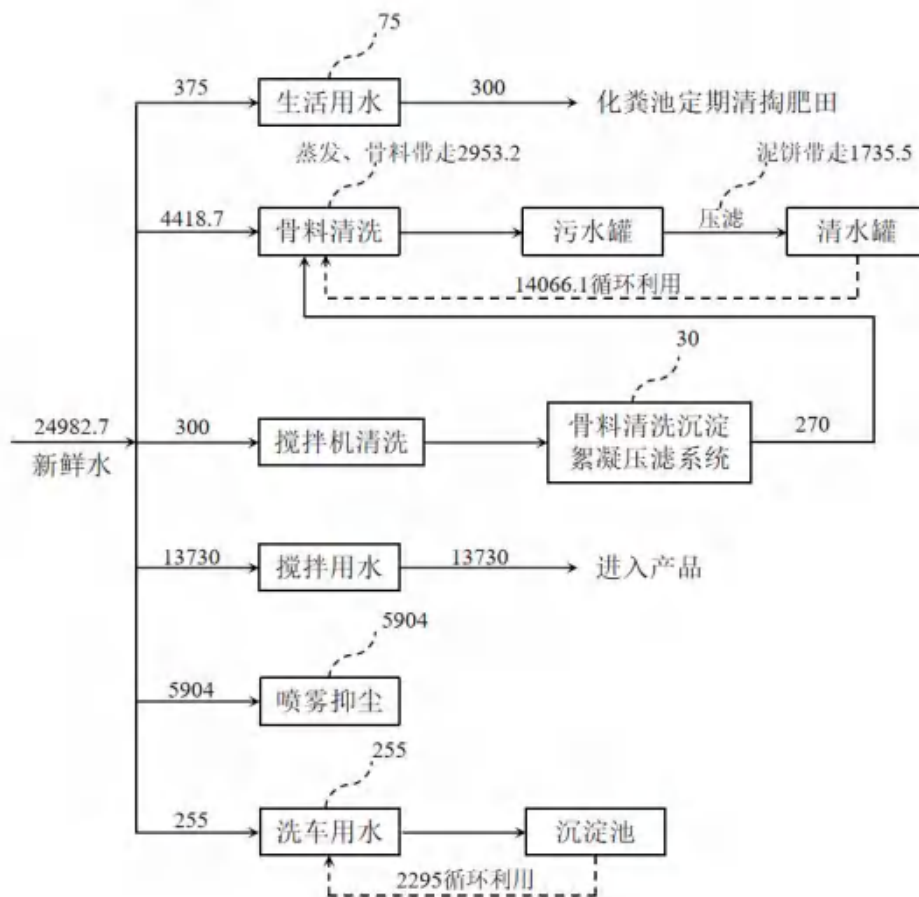 75
375
生活用水
300
化粪池定期清掏肥田
蒸发、骨料带走2953.2
泥饼带走1735.5
4418.7
骨料清洗
污水罐
压滤
清水罐
14066.1循环利用
30
24982.7
新鲜水
300
搅拌机清洗
骨料清洗沉淀
絮凝压滤系统
270
13730
搅拌用水
13730
进入产品
5904
5904
喷雾抑尘
255
255
洗车用水
沉淀池
2295循环利用